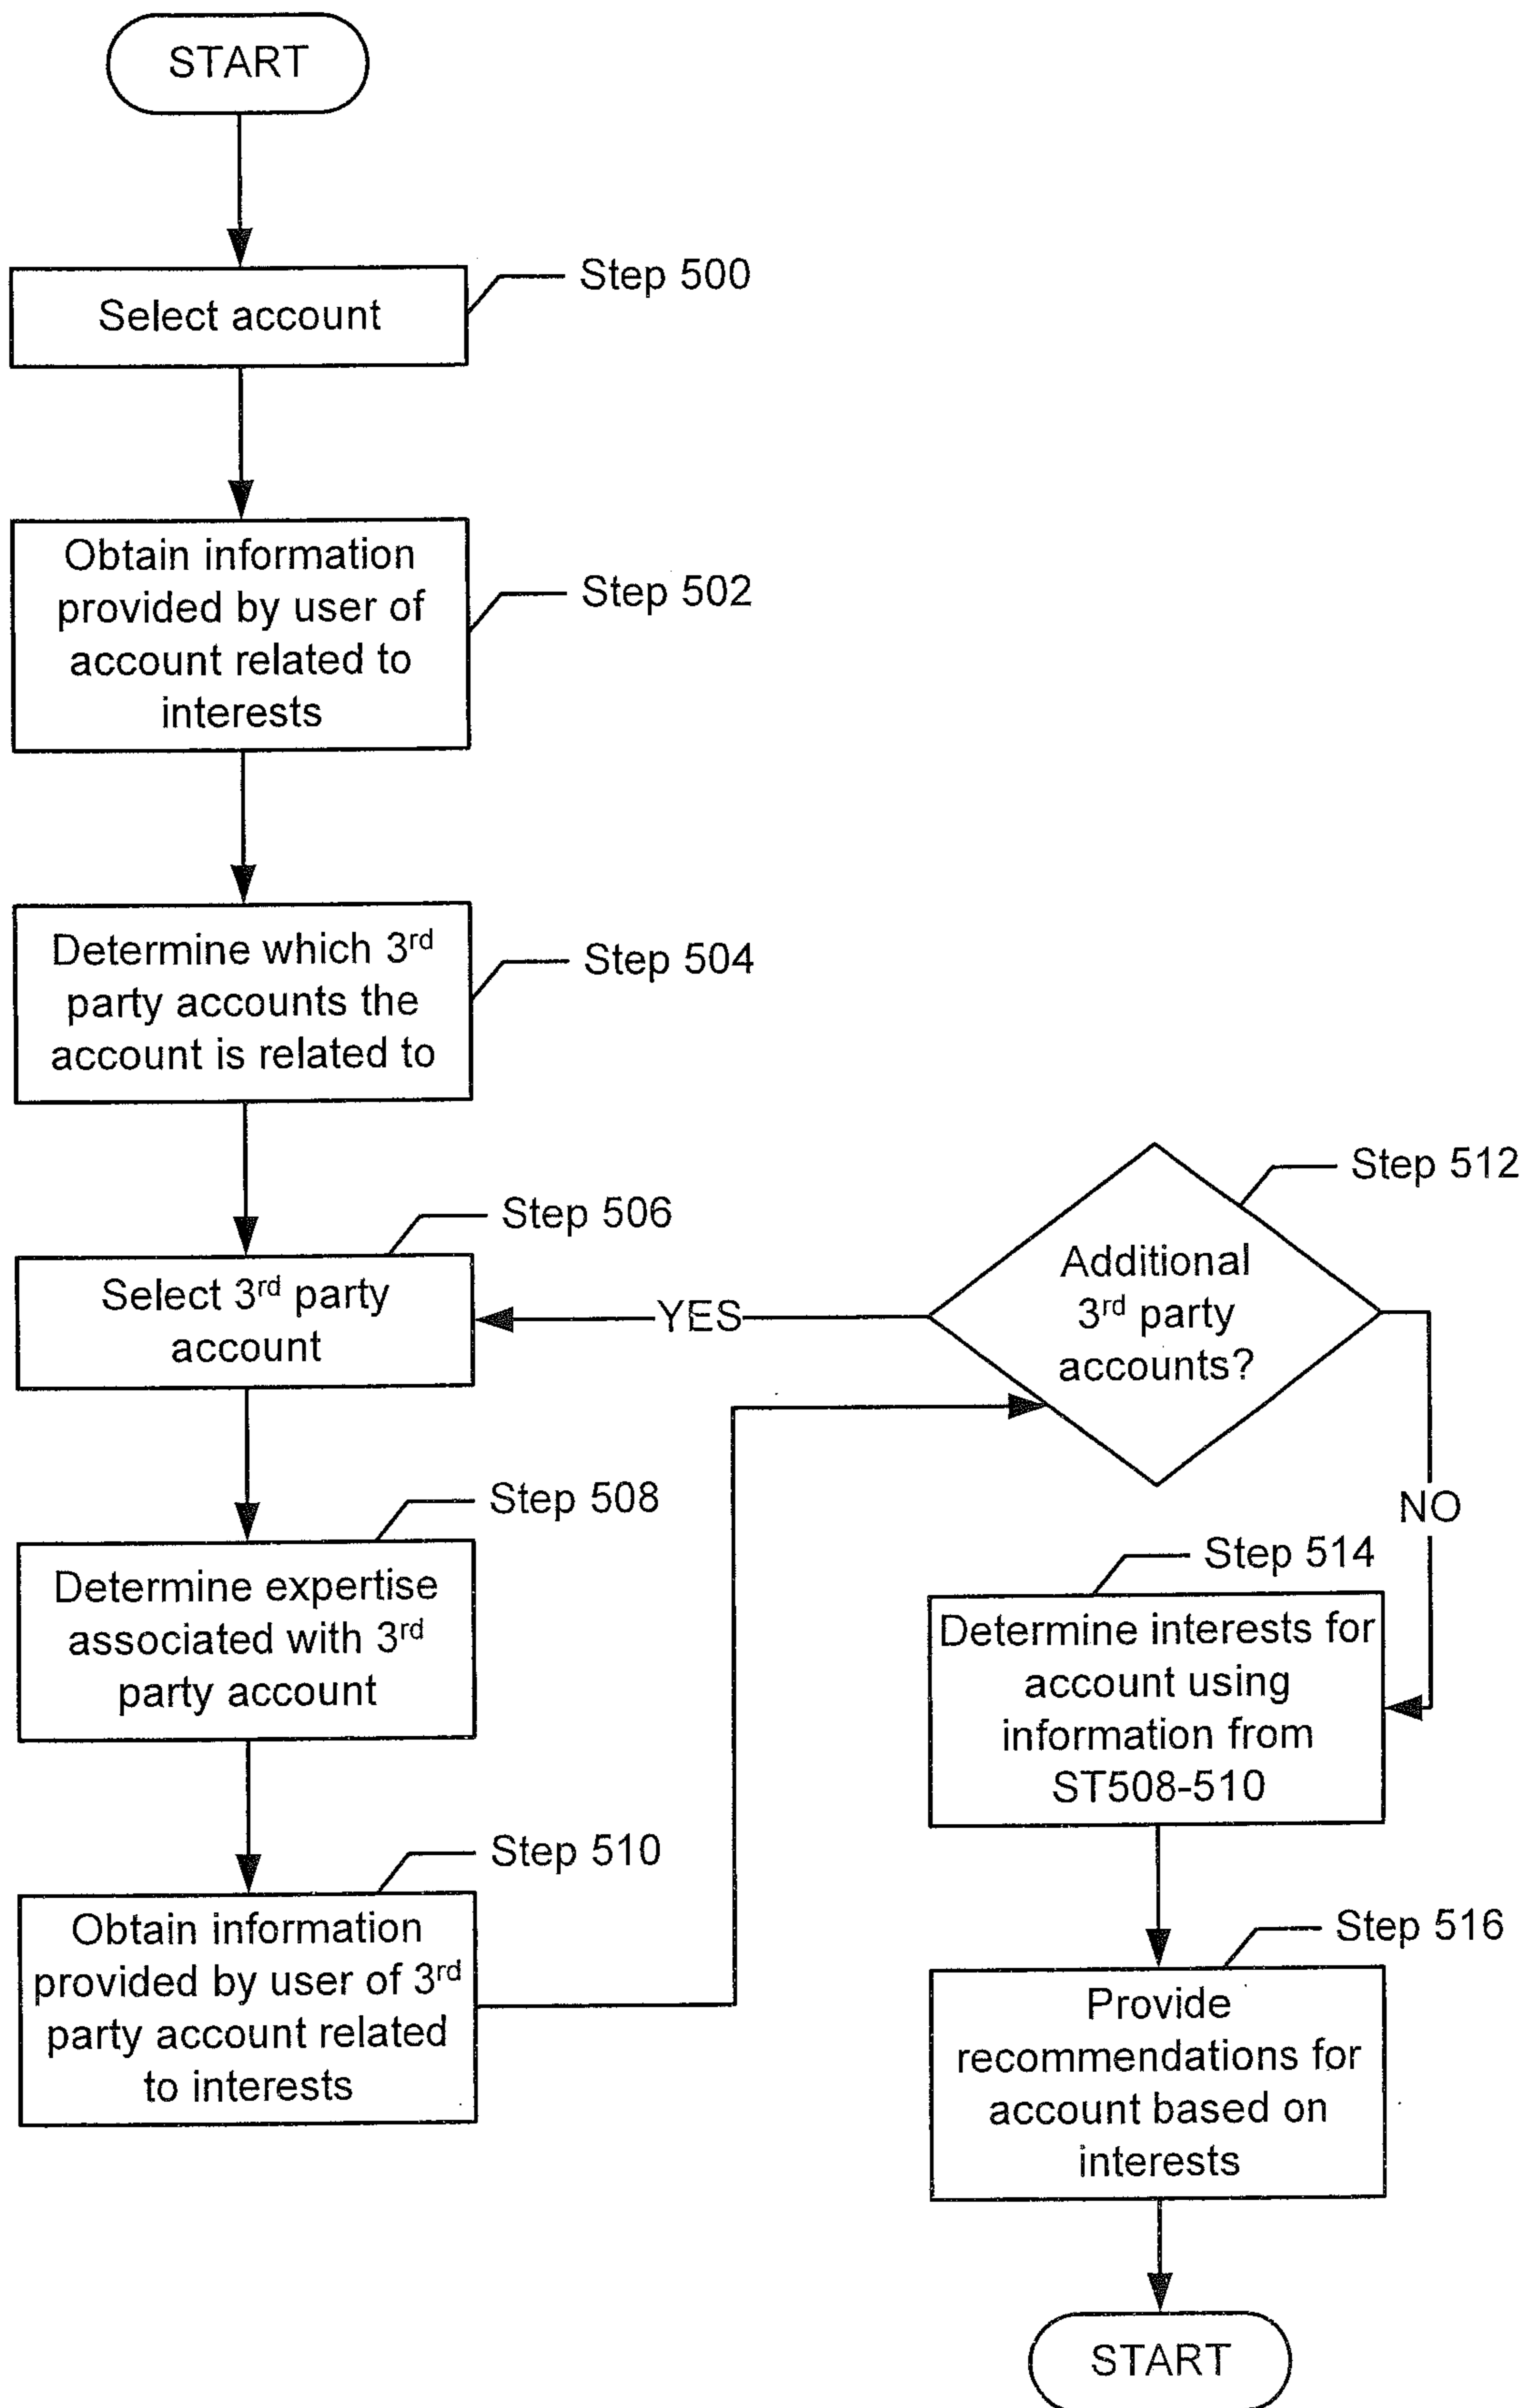 START
Select account
Step 500
Obtain information
provided by user of
account related to
interests
Step 502
Determine which 3rd
party accounts the
account is related to
Step 504
Step 506
Select 3rd party
account
Step 508
Determine expertise
associated with 3rd
party account
Step 510
Obtain information
provided by user of 3rd
party account related
to interests
Step 512
Additional
3rd party
accounts?
YES
NO
Step 514
Determine interests for
account using
information from
ST508-510
Step 516
Provide
recommendations for
account based on
interests
START